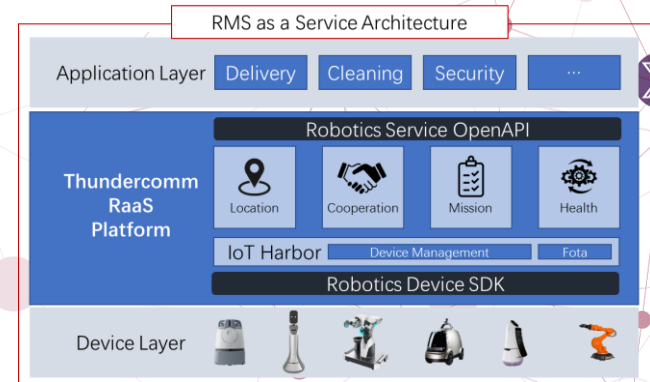 RMS as a Service Architecture
Application Layer
Delivery
Cleaning
Security
...
Thundercomm
RaaS
Platform
Robotics Service OpenAPI
Location
Cooperation
Mission
Health
IoT Harbor
Device Management
Fota
Robotics Device SDK
Device Layer